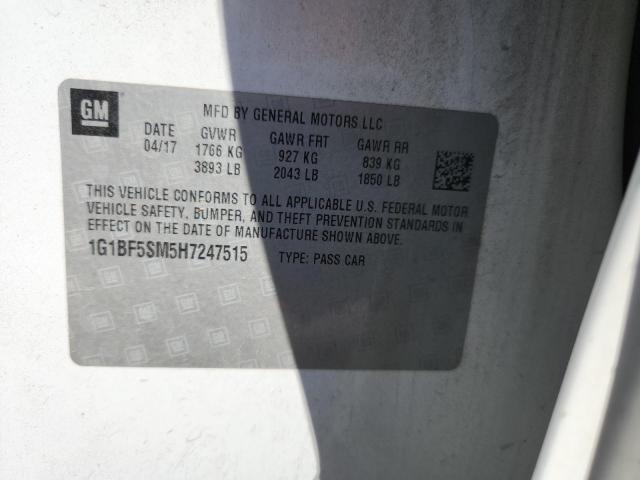 GM
MFD BY GENERAL MOTORS LLC
DATE GVWR GAWR FRT GAWR RR
04/17 1766 KG 927 KG 839 KG
3893 LB 2043 LB 1850 LB
THIS VEHICLE CONFORMS TO ALL APPLICABLE U.S. FEDERAL MOTOR
VEHICLE SAFETY, BUMPER, AND THEFT PREVENTION STANDARDS IN
EFFECT ON THE DATE OF MANUFACTURE SHOWN ABOVE.
1G1BF5SM5H7247515 TYPE: PASS CAR